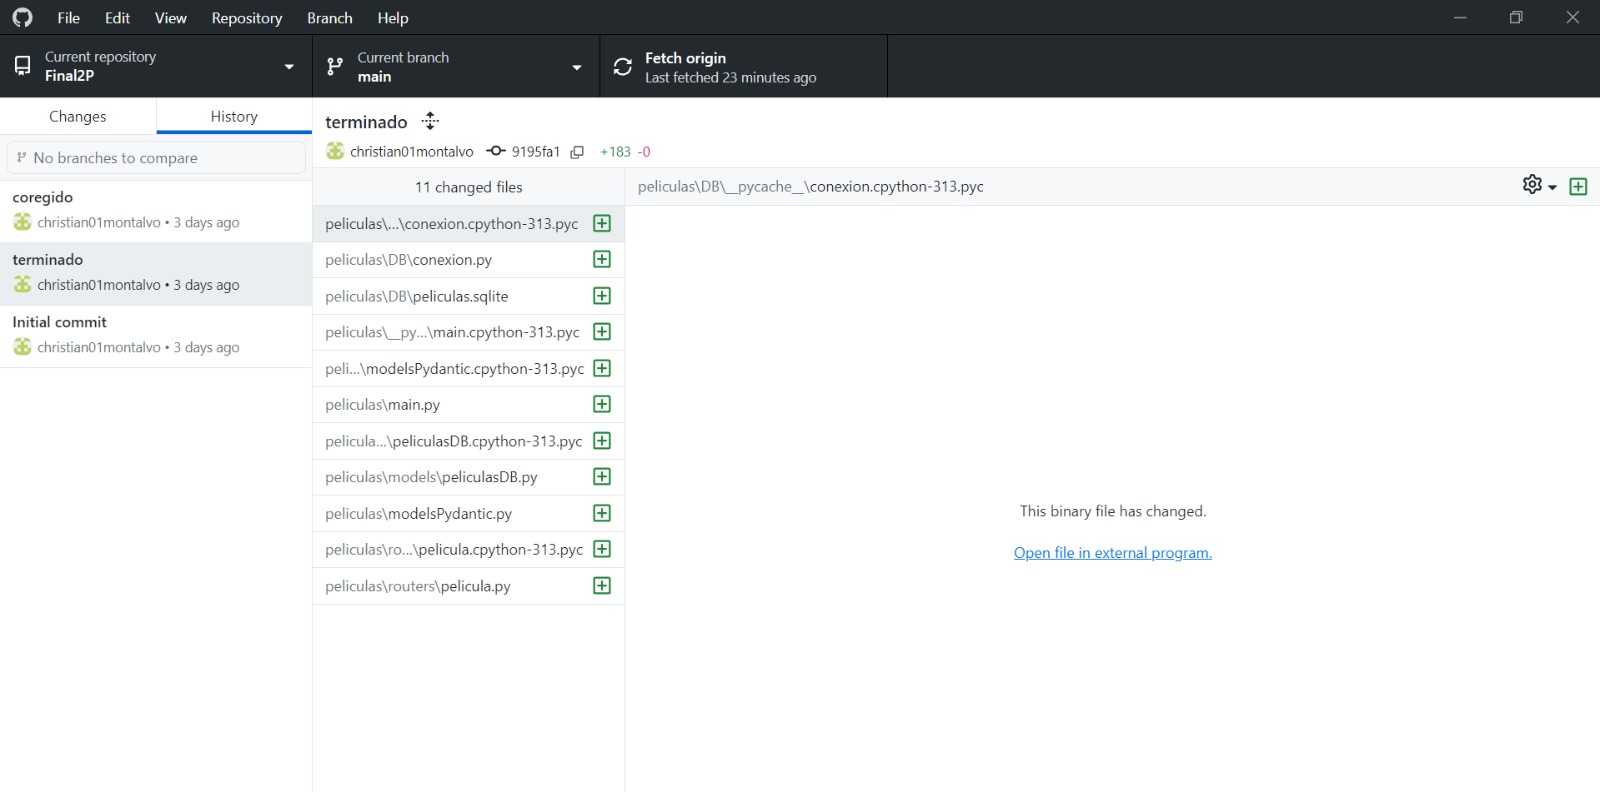 File Edit View Repository Branch Help
Current repository
Final2P
Current branch
main
Fetch origin
Last fetched 23 minutes ago
Changes
History
No branches to compare
coregido
christian01montalvo • 3 days ago
terminado
christian01montalvo • 3 days ago
Initial commit
christian01montalvo • 3 days ago
terminado
christian01montalvo 9195fa1 +183 -0
11 changed files
peliculas\...\conexion.cpython-313.pyc
peliculas\DB\conexion.py
peliculas\DB\peliculas.sqlite
peliculas\__py...\main.cpython-313.pyc
peli...\modelsPydantic.cpython-313.pyc
peliculas\main.py
pelicula...\peliculasDB.cpython-313.pyc
peliculas\models\peliculasDB.py
peliculas\modelsPydantic.py
peliculas\ro...\pelicula.cpython-313.pyc
peliculas\routers\pelicula.py
peliculas\DB\__pycache__\conexion.cpython-313.pyc
This binary file has changed.
Open file in external program.